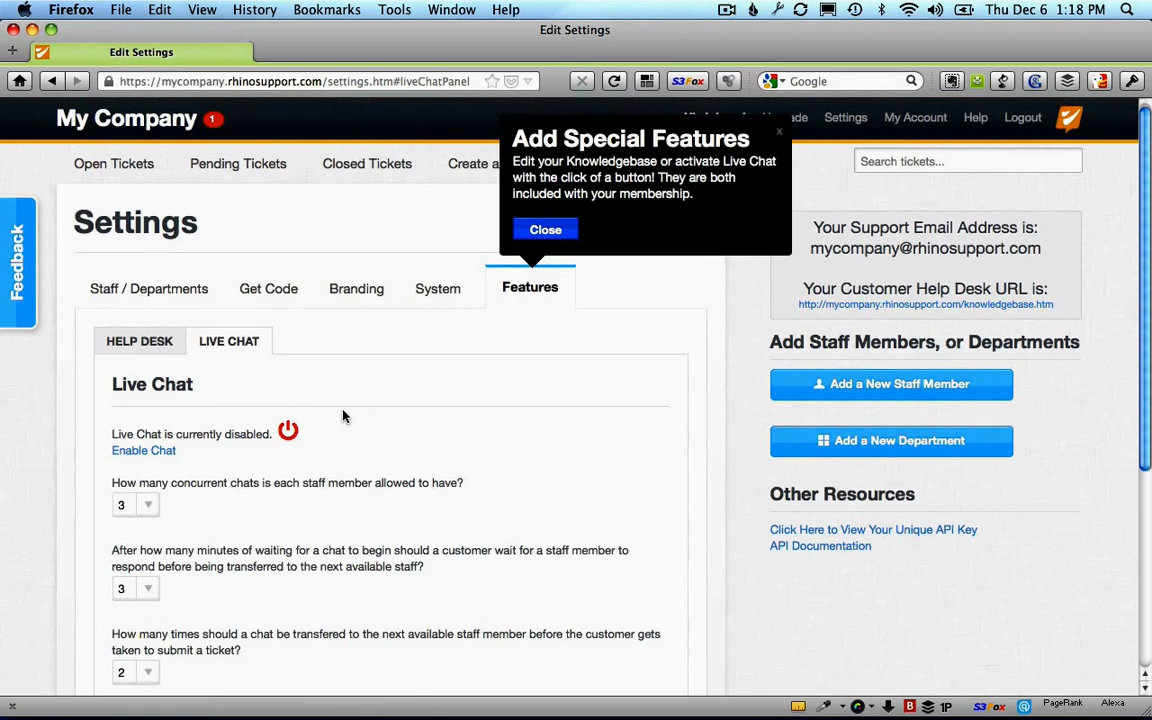 Firefox File Edit View History Bookmarks Tools Window Help Thu Dec 6 1:18 PM
Edit Settings
Edit Settings
https://mycompany.rhinosupport.com/settings.htm#liveChatPanel S3Fox Google
My Company 1 Settings My Account Help Logout
Add Special Features x
Edit your Knowledgebase or activate Live Chat
with the click of a button! They are both
included with your membership.
Close
Open Tickets Pending Tickets Closed Tickets Create a Search tickets...
Settings
Feedback
Staff / Departments Get Code Branding System Features
HELP DESK LIVE CHAT
Live Chat
Live Chat is currently disabled.
Enable Chat
How many concurrent chats is each staff member allowed to have?
3
After how many minutes of waiting for a chat to begin should a customer wait for a staff member to
respond before being transferred to the next available staff?
3
How many times should a chat be transfered to the next available staff member before the customer gets
taken to submit a ticket?
2
Your Support Email Address is:
mycompany@rhinosupport.com
Your Customer Help Desk URL is:
http://mycompany.rhinosupport.com/knowledgebase.htm
Add Staff Members, or Departments
Add a New Staff Member
Add a New Department
Other Resources
Click Here to View Your Unique API Key
API Documentation
x B 1P S3Fox @ PageRank Alexa